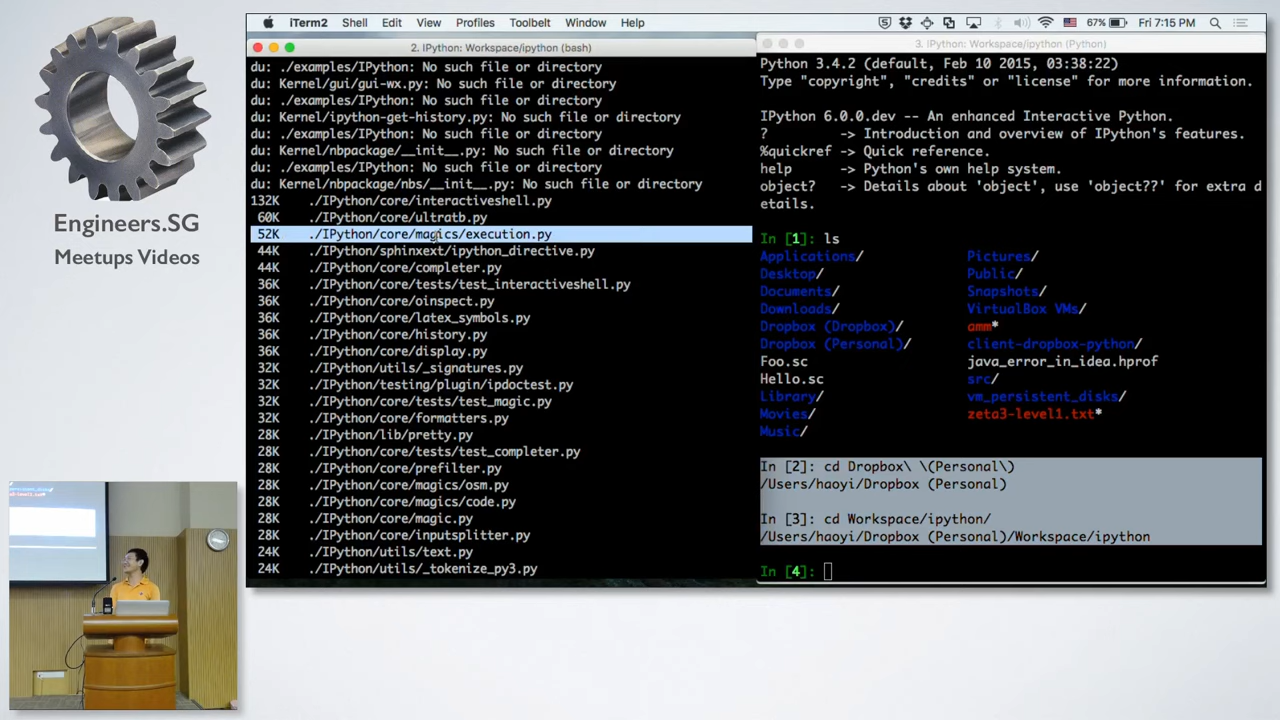 Engineers.SG
Meetups Videos
iTerm2 Shell Edit View Profiles Toolbelt Window Help
67% Fri 7:15 PM
2. IPython: Workspace/ipython (bash)
du: ./examples/IPython: No such file or directory
du: Kernel/gui/gui-wx.py: No such file or directory
du: ./examples/IPython: No such file or directory
du: Kernel/ipython-get-history.py: No such file or directory
du: ./examples/IPython: No such file or directory
du: Kernel/nbpackage/__init__.py: No such file or directory
du: ./examples/IPython: No such file or directory
du: Kernel/nbpackage/nbs/__init__.py: No such file or directory
132K ./IPython/core/interactiveshell.py
60K ./IPython/core/ultratb.py
52K ./IPython/core/magics/execution.py
44K ./IPython/sphinxext/ipython_directive.py
44K ./IPython/core/completer.py
36K ./IPython/core/tests/test_interactiveshell.py
36K ./IPython/core/oinspect.py
36K ./IPython/core/latex_symbols.py
36K ./IPython/core/history.py
36K ./IPython/core/display.py
32K ./IPython/utils/_signatures.py
32K ./IPython/testing/plugin/ipdoctest.py
32K ./IPython/core/tests/test_magic.py
32K ./IPython/core/formatters.py
28K ./IPython/lib/pretty.py
28K ./IPython/core/tests/test_completer.py
28K ./IPython/core/prefilter.py
28K ./IPython/core/magics/osm.py
28K ./IPython/core/magics/code.py
28K ./IPython/core/magic.py
28K ./IPython/core/inputsplitter.py
24K ./IPython/utils/text.py
24K ./IPython/utils/_tokenize_py3.py
3. IPython: Workspace/ipython (Python)
Python 3.4.2 (default, Feb 10 2015, 03:38:22)
Type "copyright", "credits" or "license" for more information.
IPython 6.0.0.dev -- An enhanced Interactive Python.
? -> Introduction and overview of IPython's features.
%quickref -> Quick reference.
help -> Python's own help system.
object? -> Details about 'object', use 'object??' for extra d
etails.
In [1]: ls
Applications/ Pictures/
Desktop/ Public/
Documents/ Snapshots/
Downloads/ VirtualBox VMs/
Dropbox (Dropbox)/ amm*
Dropbox (Personal)/ client-dropbox-python/
Foo.sc java_error_in_idea.hprof
Hello.sc src/
Library/ vm_persistent_disks/
Movies/ zeta3-level1.txt*
Music/
In [2]: cd Dropbox\ \(Personal\)
/Users/haoyi/Dropbox (Personal)
In [3]: cd Workspace/ipython/
/Users/haoyi/Dropbox (Personal)/Workspace/ipython
In [4]: